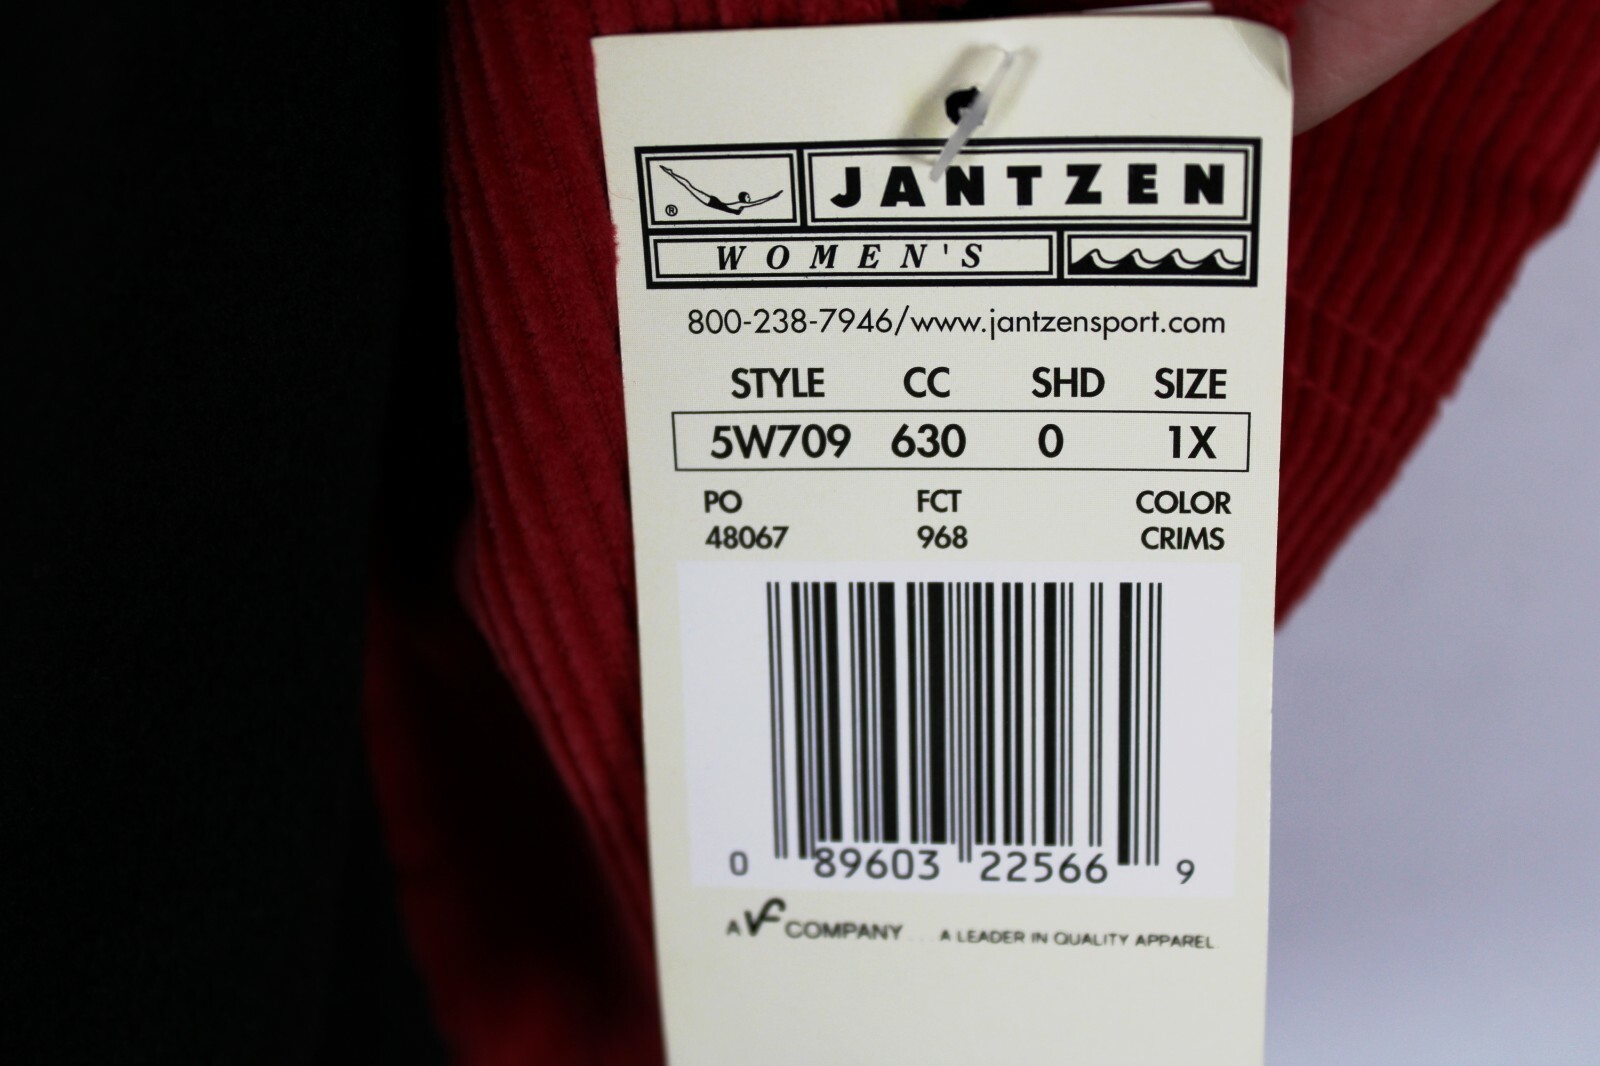 ®
JANTZEN
WOMEN'S
800-238-7946/www.jantzensport.com
STYLE CC SHD SIZE
5W709 630 0 1X
PO FCT COLOR
48067 968 CRIMS
0 89603 22566 9
A VF COMPANY ... A LEADER IN QUALITY APPAREL